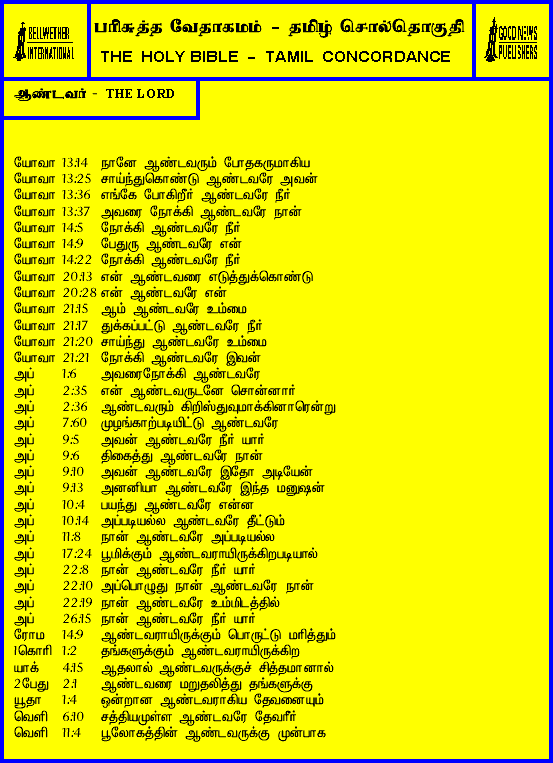 BELLWETHER
INTERNATIONAL
பரிசுத்த வேதாகமம் - தமிழ் சொல்தொகுதி
THE HOLY BIBLE - TAMIL CONCORDANCE
GOOD NEWS
PUBLISHERS
ஆண்டவர் - THE LORD
யோவா 13:14 நானே ஆண்டவரும் போதகருமாகிய
யோவா 13:25 சாய்ந்துகொண்டு ஆண்டவரே அவன்
யோவா 13:36 எங்கே போகிறீர் ஆண்டவரே நீர்
யோவா 13:37 அவரை நோக்கி ஆண்டவரே நான்
யோவா 14:5 நோக்கி ஆண்டவரே நீர்
யோவா 14:9 பேதுரு ஆண்டவரே என்
யோவா 14:22 நோக்கி ஆண்டவரே நீர்
யோவா 20:13 என் ஆண்டவரை எடுத்துக்கொண்டு
யோவா 20:28 என் ஆண்டவரே என்
யோவா 21:15 ஆம் ஆண்டவரே உம்மை
யோவா 21:17 துக்கப்பட்டு ஆண்டவரே நீர்
யோவா 21:20 சாய்ந்து ஆண்டவரே உம்மை
யோவா 21:21 நோக்கி ஆண்டவரே இவன்
அப் 1:6 அவரைநோக்கி ஆண்டவரே
அப் 2:35 என் ஆண்டவருடனே சொன்னார்
அப் 2:36 ஆண்டவரும் கிறிஸ்துவுமாக்கினாரென்று
அப் 7:60 முழங்காற்படியிட்டு ஆண்டவரே
அப் 9:5 அவன் ஆண்டவரே நீர் யார்
அப் 9:6 திகைத்து ஆண்டவரே நான்
அப் 9:10 அவன் ஆண்டவரே இதோ அடியேன்
அப் 9:13 அனனியா ஆண்டவரே இந்த மனுஷன்
அப் 10:4 பயந்து ஆண்டவரே என்ன
அப் 10:14 அப்படியல்ல ஆண்டவரே தீட்டும்
அப் 11:8 நான் ஆண்டவரே அப்படியல்ல
அப் 17:24 பூமிக்கும் ஆண்டவராயிருக்கிறபடியால்
அப் 22:8 நான் ஆண்டவரே நீர் யார்
அப் 22:10 அப்பொழுது நான் ஆண்டவரே நான்
அப் 22:19 நான் ஆண்டவரே உம்மிடத்தில்
அப் 26:15 நான் ஆண்டவரே நீர் யார்
ரோம 14:9 ஆண்டவராயிருக்கும் பொருட்டு மரித்தும்
1கொரி 1:2 தங்களுக்கும் ஆண்டவராயிருக்கிற
யாக் 4:15 ஆதலால் ஆண்டவருக்குச் சித்தமானால்
2பேது 2:1 ஆண்டவரை மறுதலித்து தங்களுக்கு
யூதா 1:4 ஒன்றான ஆண்டவராகிய தேவனையும்
வெளி 6:10 சத்தியமுள்ள ஆண்டவரே தேவரீர்
வெளி 11:4 பூலோகத்தின் ஆண்டவருக்கு முன்பாக